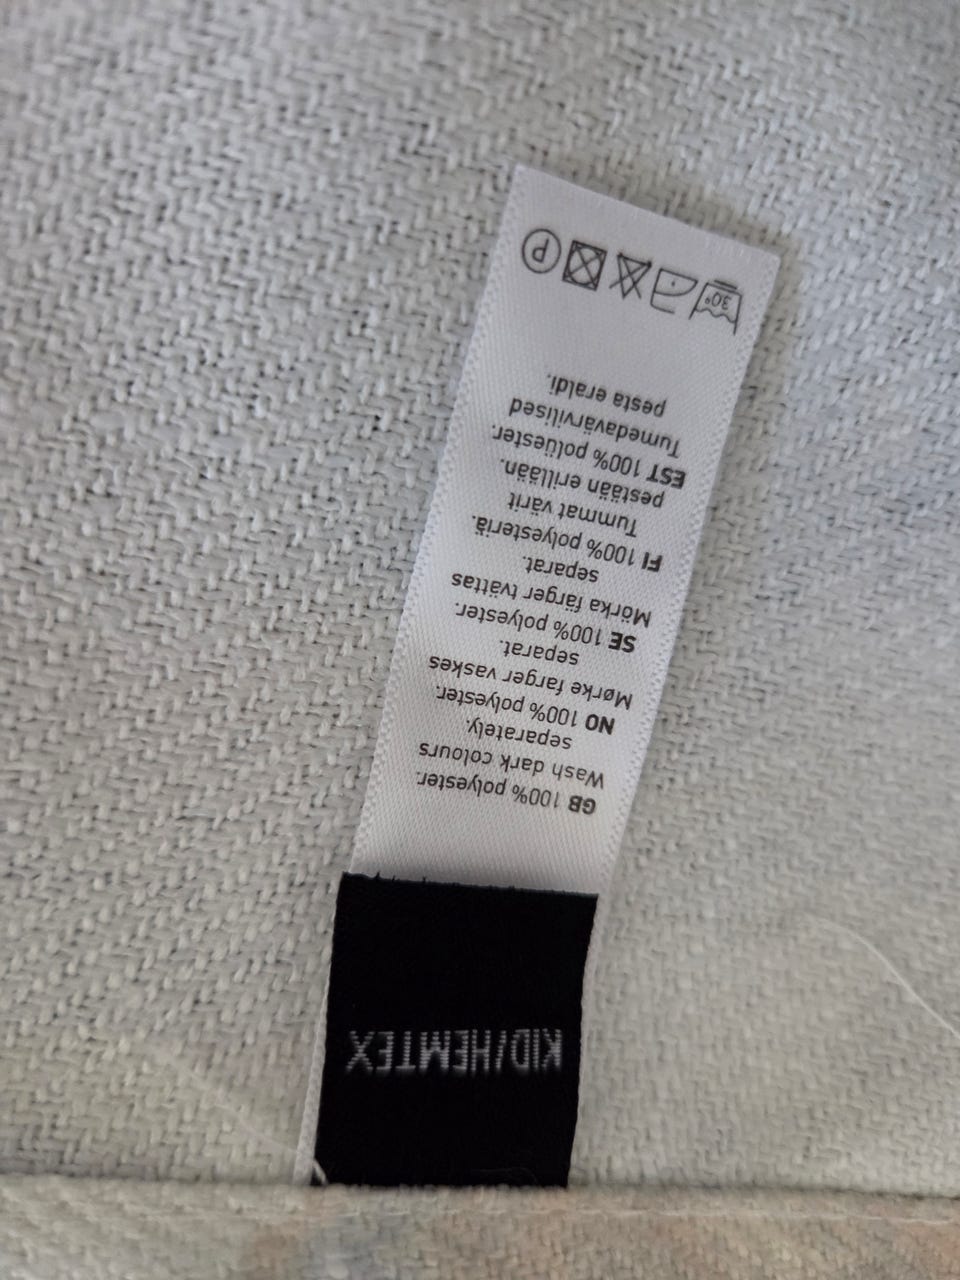 KID/HEMTEX
GB 100% polyester.
Wash dark colours
separately.
NO 100% polyester.
Mørke farger vaskes
separat.
SE 100% polyester.
Mörka färger tvättas
separat.
FI 100% polyesteriä.
Tummat värit
pestään erillään.
EST 100% polüester.
Tumedavärvilised
pesta eraldi.
30° P